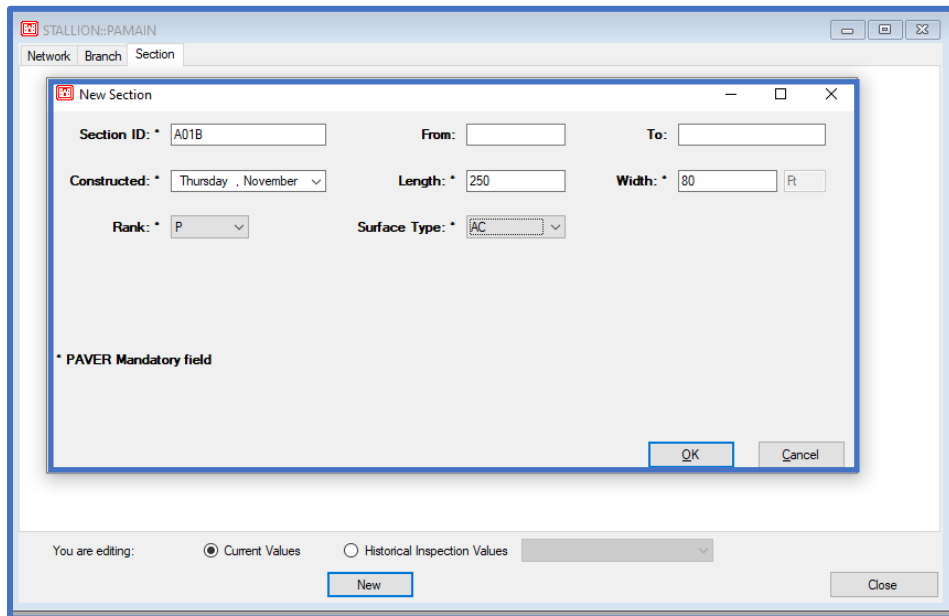 STALLION::PAMAIN
Network Branch Section
New Section
Section ID: * A01B From: To:
Constructed: * Thursday , November Length: * 250 Width: * 80 Ft
Rank: * P Surface Type: * AC
* PAVER Mandatory field
OK Cancel
You are editing: Current Values Historical Inspection Values
New Close